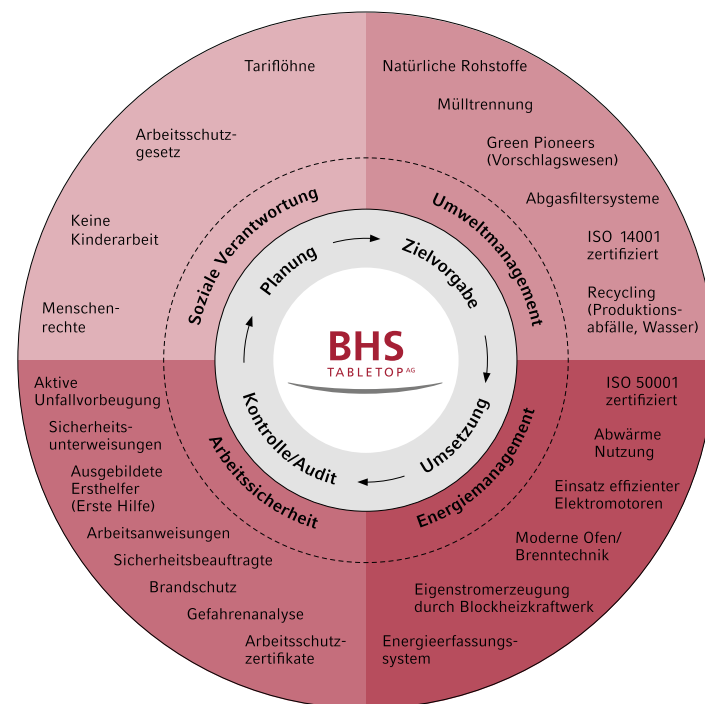 Tariflöhne
Arbeitsschutz-
gesetz
Keine
Kinderarbeit
Menschen-
rechte
Soziale Verantwortung
Natürliche Rohstoffe
Mülltrennung
Green Pioneers
(Vorschlagswesen)
Abgasfiltersysteme
ISO 14001
zertifiziert
Recycling
(Produktions-
abfälle, Wasser)
Umweltmanagement
Planung
Zielvorgabe
Umsetzung
Kontrolle/Audit
BHS
TABLETOP AG
Aktive
Unfallvorbeugung
Sicherheits-
unterweisungen
Ausgebildete
Ersthelfer
(Erste Hilfe)
Arbeitsanweisungen
Sicherheitsbeauftragte
Brandschutz
Gefahrenanalyse
Arbeitsschutz-
zertifikate
Arbeitssicherheit
ISO 50001
zertifiziert
Abwärme
Nutzung
Einsatz effizienter
Elektromotoren
Moderne Ofen/
Brenntechnik
Eigenstromerzeugung
durch Blockheizkraftwerk
Energieerfassungs-
system
Energiemanagement